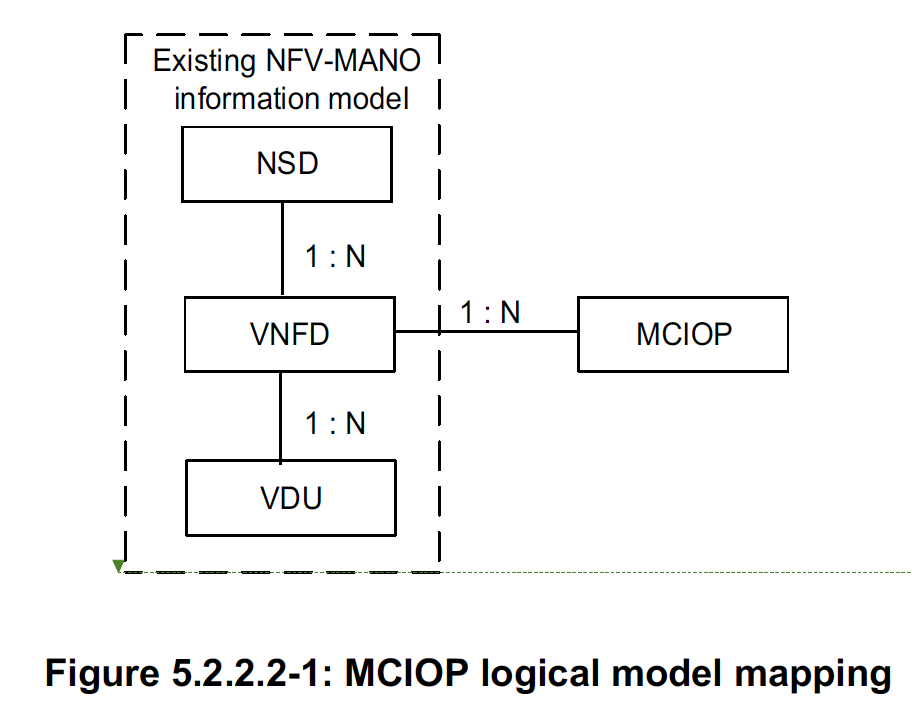 Existing NFV-MANO
information model
NSD
1 : N
VNFD
1 : N
MCIOP
1 : N
VDU
Figure 5.2.2.2-1: MCIOP logical model mapping